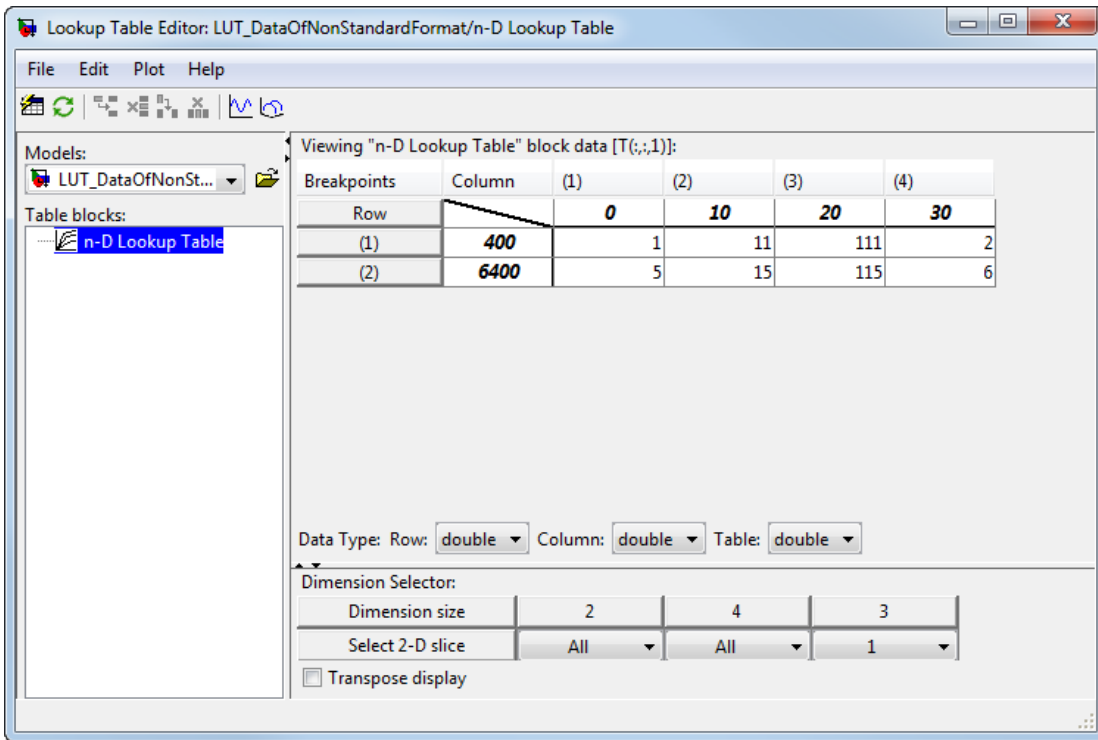 Lookup Table Editor: LUT_DataOfNonStandardFormat/n-D Lookup Table
File Edit Plot Help
Models:
LUT_DataOfNonSt...
Table blocks:
n-D Lookup Table
Viewing "n-D Lookup Table" block data [T(:,:,1)]:
Breakpoints Column (1) (2) (3) (4)
Row 0 10 20 30
(1) 400 1 11 111 2
(2) 6400 5 15 115 6
Data Type: Row: double Column: double Table: double
Dimension Selector:
Dimension size 2 4 3
Select 2-D slice All All 1
Transpose display